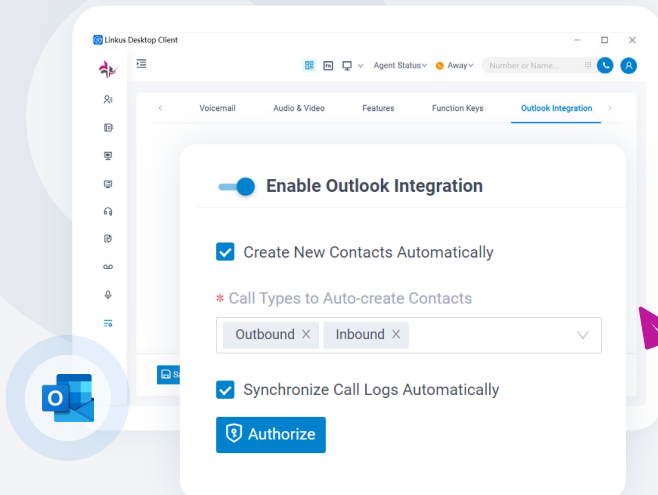 Linkus Desktop Client
Agent Status
Away
Number or Name...
Voicemail
Audio & Video
Features
Function Keys
Outlook Integration
Enable Outlook Integration
Create New Contacts Automatically
* Call Types to Auto-create Contacts
Outbound × Inbound ×
Synchronize Call Logs Automatically
Authorize
O